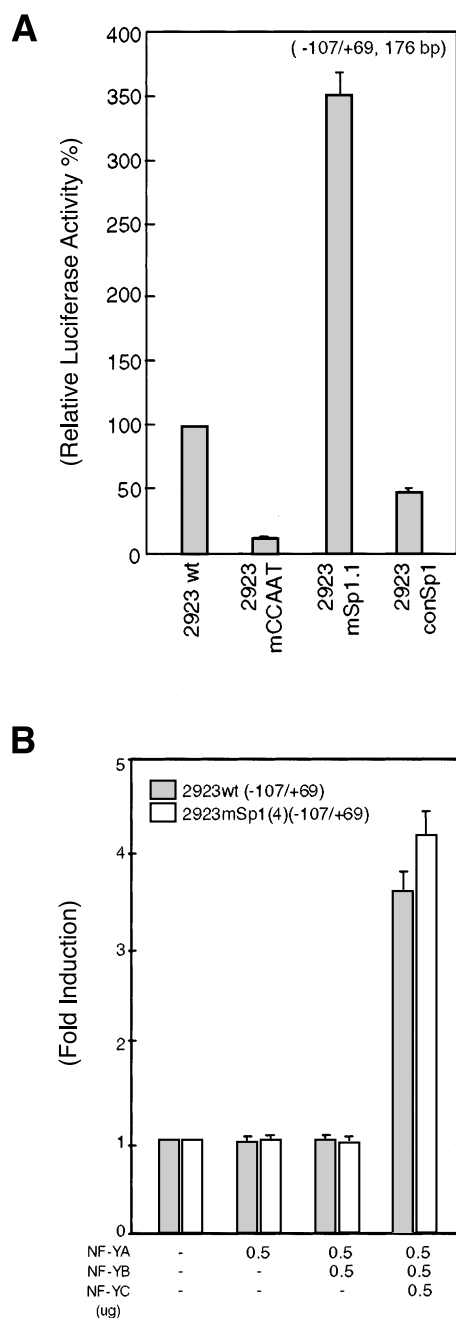 A
(Relative Luciferase Activity %)
400
350
300
250
200
150
100
50
0
( -107/+69, 176 bp)
2923 wt
2923
mCCAAT
2923
mSp1.1
2923
conSp1
B
(Fold Induction)
5
4
3
2
1
0
2923wt (-107/+69)
2923mSp1(4)(-107/+69)
NF-YA - 0.5 0.5 0.5
NF-YB - - 0.5 0.5
NF-YC - - - 0.5
(ug)